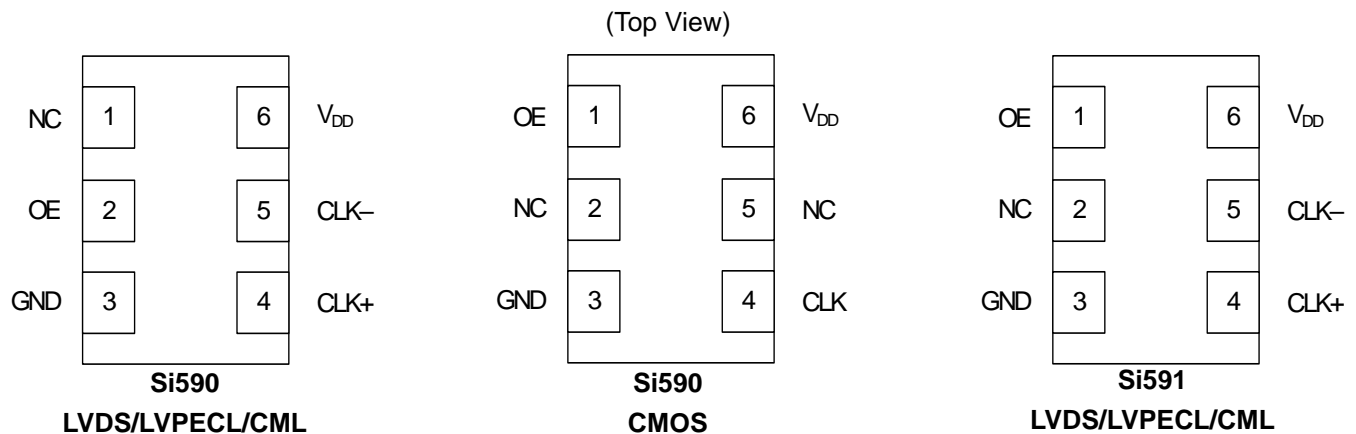 (Top View)
NC 1 6 VDD
OE 2 5 CLK–
GND 3 4 CLK+
Si590
LVDS/LVPECL/CML
OE 1 6 VDD
NC 2 5 NC
GND 3 4 CLK
Si590
CMOS
OE 1 6 VDD
NC 2 5 CLK–
GND 3 4 CLK+
Si591
LVDS/LVPECL/CML